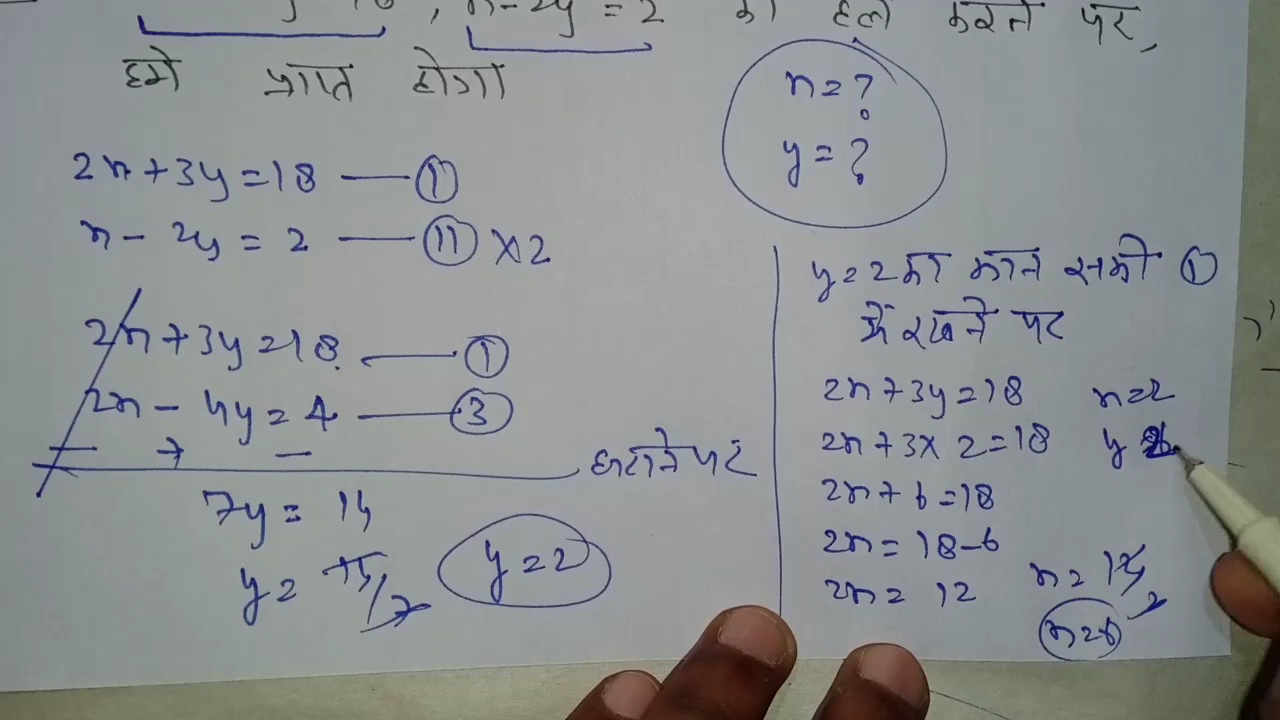 , x - 2y = 2 को हल करने पर,
हमे प्राप्त होगा
x = ?
y = ?
2x + 3y = 18 — ①
x - 2y = 2 — ⑪ × 2
2x + 3y = 18 — ①
2x - 4y = 4 — ③
— + —
घटाने पर
7y = 14
y = 14/7
y = 2
y = 2 का मान समी ①
में रखने पर
2x + 3y = 18
2x + 3 × 2 = 18
2x + 6 = 18
2x = 18 - 6
2x = 12
x = 12/2
x = 6
x = 2
y